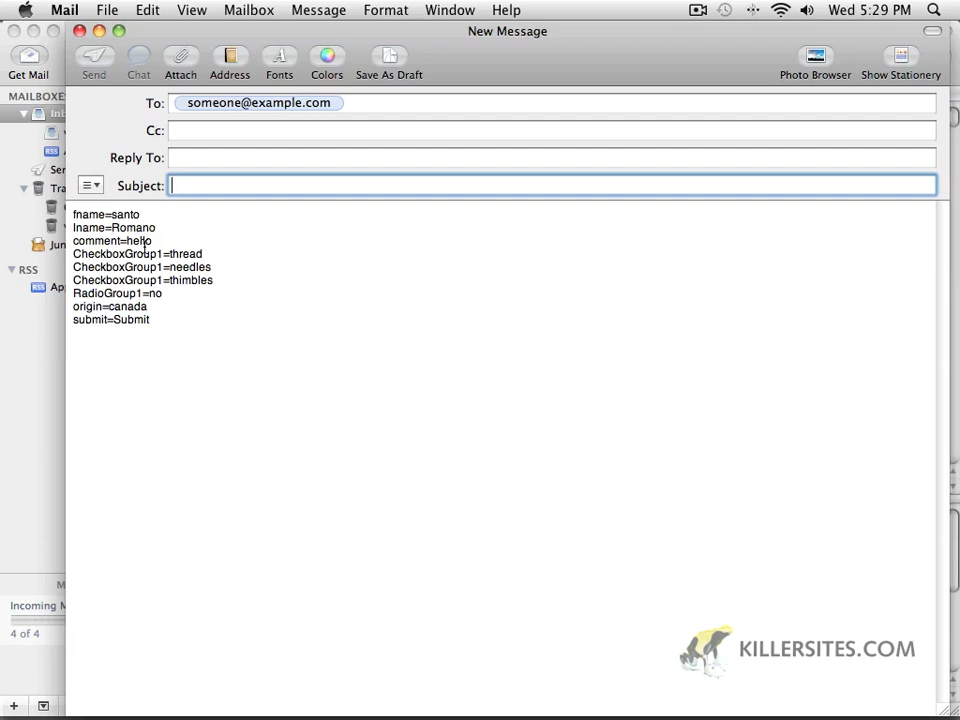 Mail File Edit View Mailbox Message Format Window Help Wed 5:29 PM
New Message
Get Mail Send Chat Attach Address Fonts Colors Save As Draft Photo Browser Show Stationery
MAILBOXES
To: someone@example.com
Cc:
Reply To:
Subject:
RSS
RSS
RSS
fname=santo
lname=Romano
comment=hello
CheckboxGroup1=thread
CheckboxGroup1=needles
CheckboxGroup1=thimbles
RadioGroup1=no
origin=canada
submit=Submit
Incoming M
4 of 4
KILLERSITES.COM